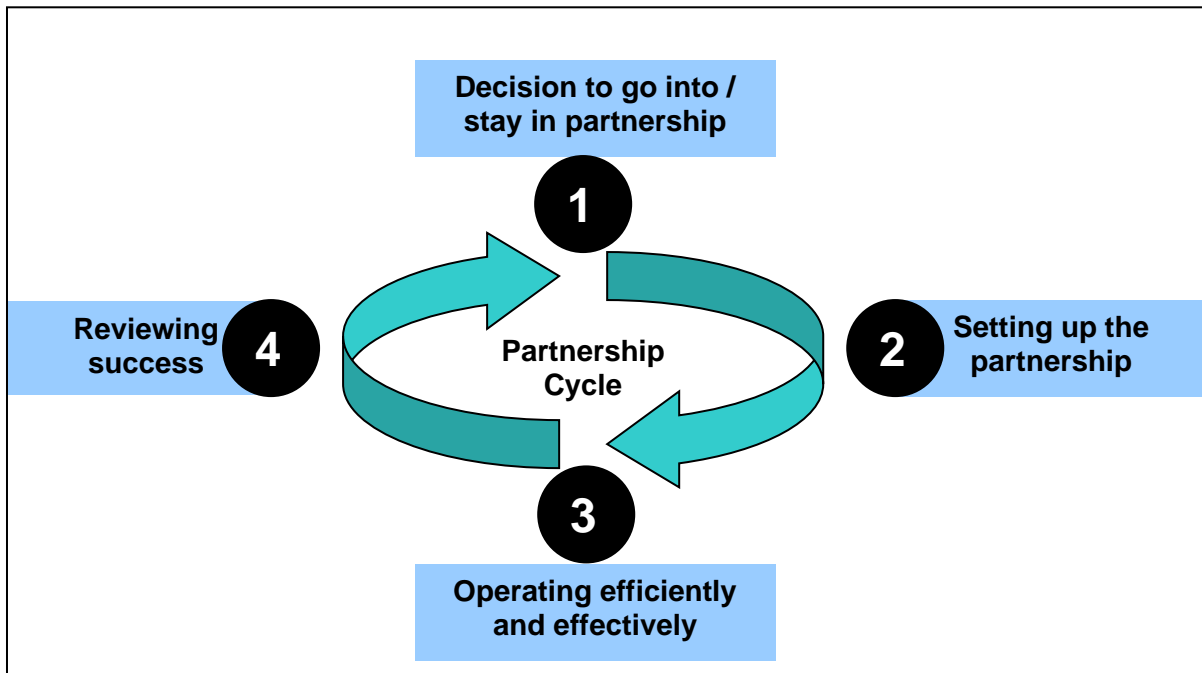 Decision to go into /
stay in partnership
1
2
Setting up the
partnership
3
Operating efficiently
and effectively
4
Reviewing
success
Partnership
Cycle